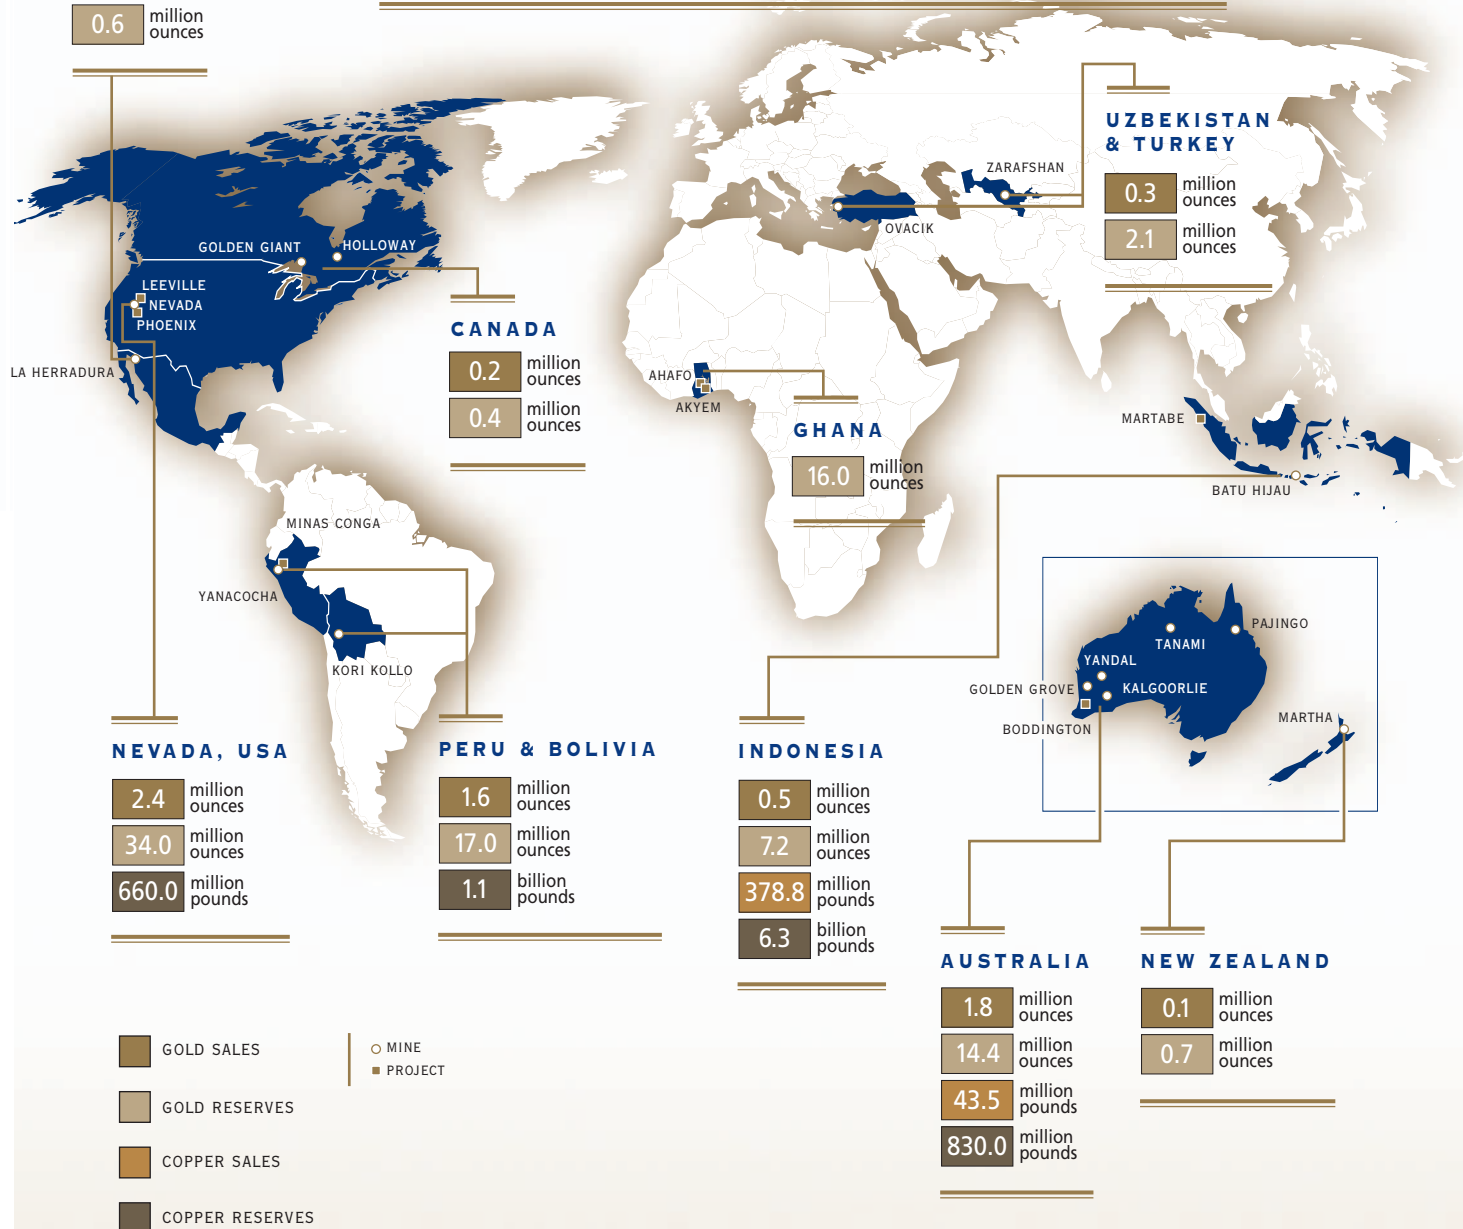 0.6 million
ounces
UZBEKISTAN
& TURKEY
0.3 million
ounces
2.1 million
ounces
ZARAFSHAN
OVACIK
GOLDEN GIANT
HOLLOWAY
LEEVILLE
NEVADA
PHOENIX
LA HERRADURA
CANADA
0.2 million
ounces
0.4 million
ounces
AHAFO
AKYEM
GHANA
16.0 million
ounces
MARTABE
BATU HIJAU
MINAS CONGA
YANACOCHA
KORI KOLLO
PAJINGO
TANAMI
YANDAL
GOLDEN GROVE
KALGOORLIE
BODDINGTON
MARTHA
NEVADA, USA
2.4 million
ounces
34.0 million
ounces
660.0 million
pounds
PERU & BOLIVIA
1.6 million
ounces
17.0 million
ounces
1.1 billion
pounds
INDONESIA
0.5 million
ounces
7.2 million
ounces
378.8 million
pounds
6.3 billion
pounds
AUSTRALIA
1.8 million
ounces
14.4 million
ounces
43.5 million
pounds
830.0 million
pounds
NEW ZEALAND
0.1 million
ounces
0.7 million
ounces
GOLD SALES
GOLD RESERVES
COPPER SALES
COPPER RESERVES
MINE
PROJECT